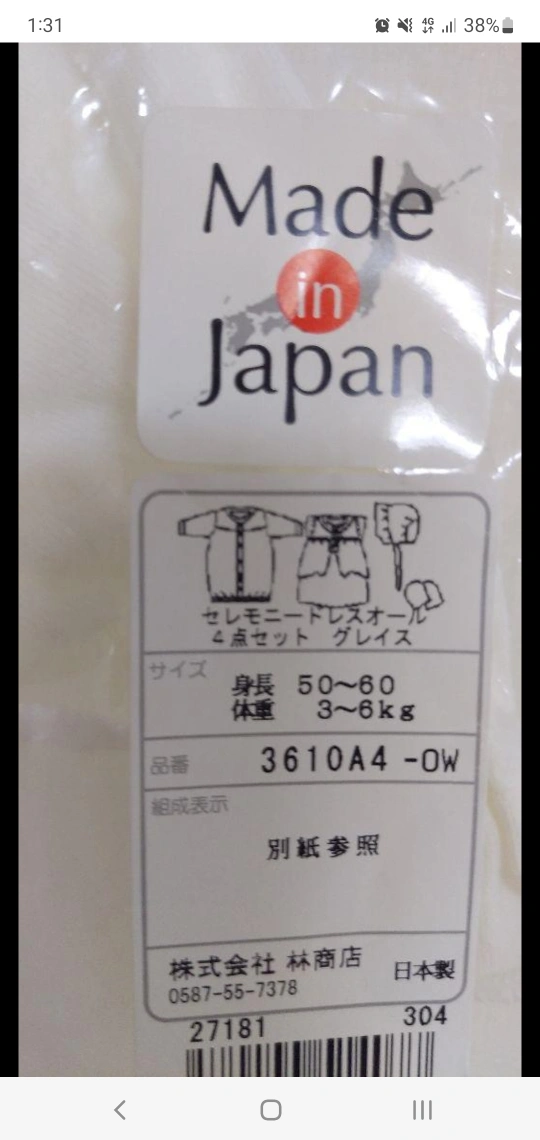 1:31
4G
38%
Made
in
Japan
セレモニードレスオール
4点セット グレイス
サイズ
身長 50〜60
体重 3〜6kg
品番 3610A4 -OW
組成表示
別紙参照
株式会社 林商店 日本製
0587-55-7378
27181 304